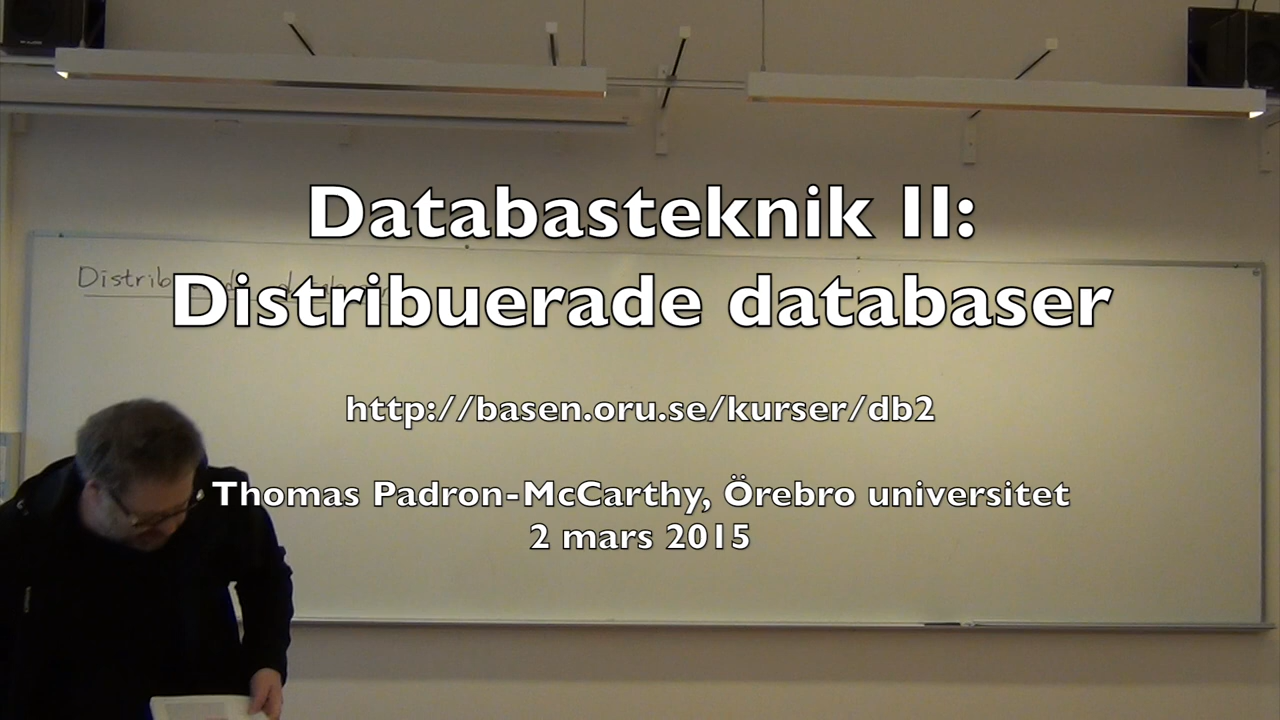 Databasteknik II:
Distribuerade databaser
http://basen.oru.se/kurser/db2
Thomas Padron-McCarthy, Örebro universitet
2 mars 2015